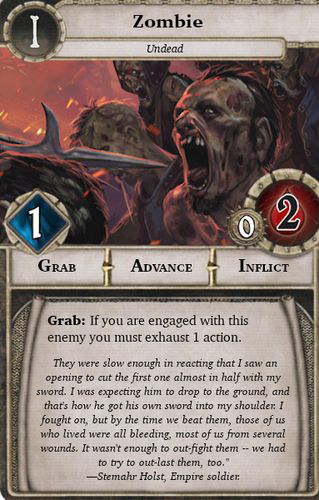 I
Zombie
Undead
1
0
2
GRAB ADVANCE INFLICT
Grab: If you are engaged with this
enemy you must exhaust 1 action.
They were slow enough in reacting that I saw an
opening to cut the first one almost in half with my
sword. I was expecting him to drop to the ground, and
that's how he got his own sword into my shoulder. I
fought on, but by the time we beat them, those of us
who lived were all bleeding, most of us from several
wounds. It wasn't enough to out-fight them -- we had
to try to out-last them, too."
—Stemahr Holst, Empire soldier.